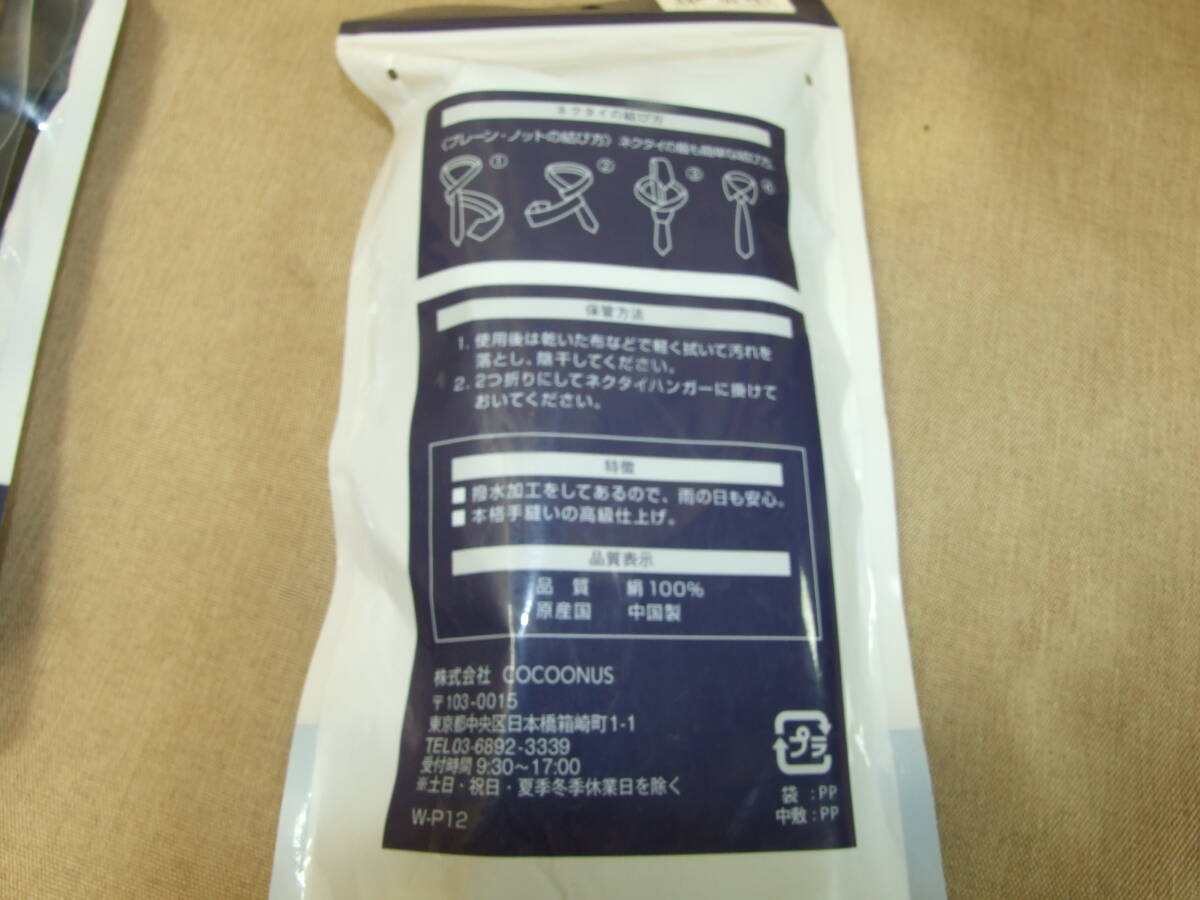 ネクタイの結び方
〈プレーン・ノットの結び方〉 ネクタイの最も簡単な結び方。
① ② ③ ④
保管方法
1. 使用後は乾いた布などで軽く拭いて汚れを
落とし、陰干してください。
2. 2つ折りにしてネクタイハンガーに掛けて
おいてください。
特徴
■ 撥水加工をしてあるので、雨の日も安心。
■ 本格手縫いの高級仕上げ。
品質表示
品 質 絹100%
原産国 中国製
株式会社 COCOONUS
〒103-0015
東京都中央区日本橋箱崎町1-1
TEL03-6892-3339
受付時間 9:30～17:00
※土日・祝日・夏季冬季休業日を除く
W-P12
プラ
袋 : PP
中敷 : PP